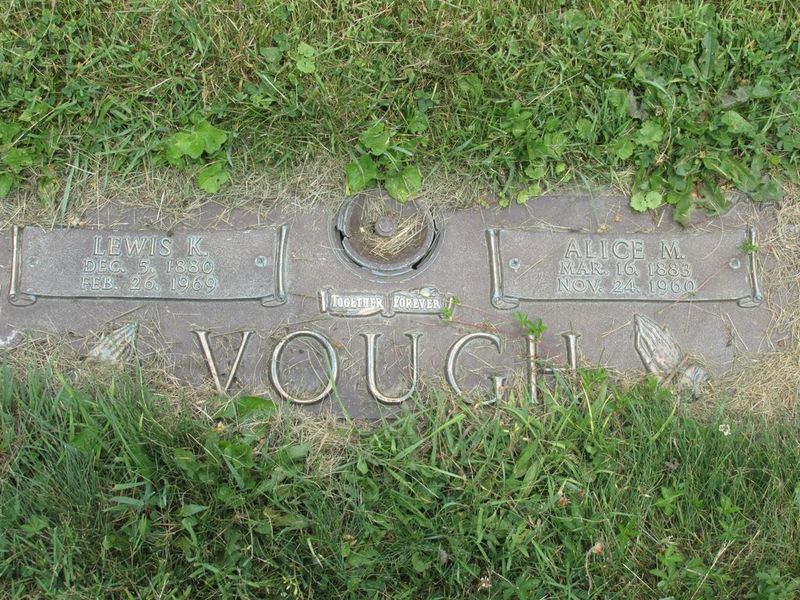 LEWIS K.
DEC. 5, 1880
FEB. 26, 1969
ALICE M.
MAR. 16, 1883
NOV. 24, 1960
TOGETHER FOREVER
VOUGH